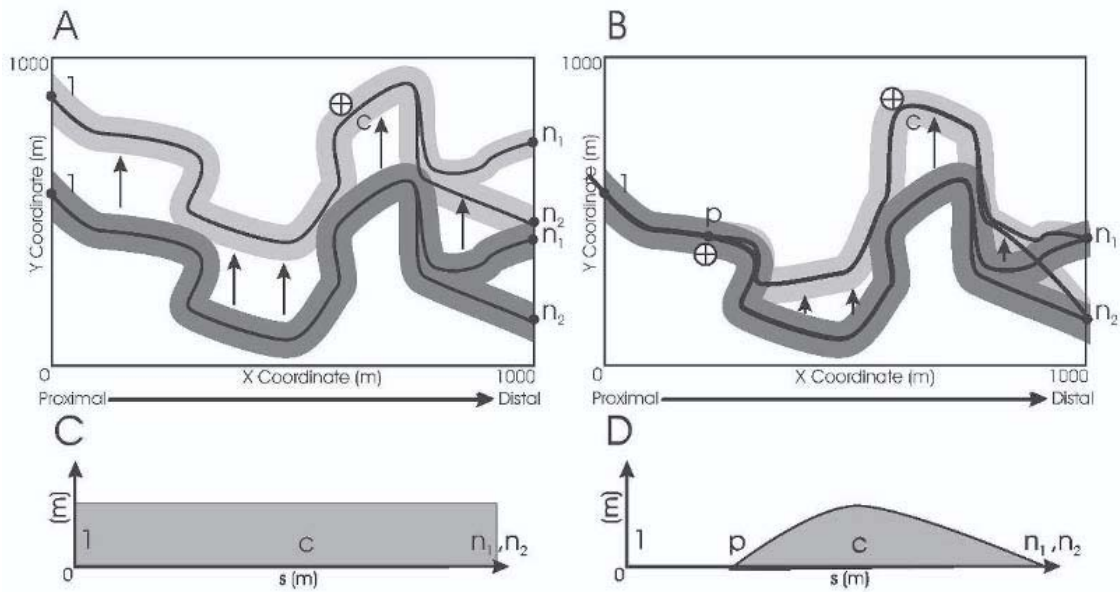 A
1000
1
1
c
n1
n2
n1
n2
Y Coordinate (m)
0
X Coordinate (m)
1000
Proximal
Distal
B
1000
1
p
c
n1
n2
Y Coordinate (m)
0
X Coordinate (m)
1000
Proximal
Distal
C
(m)
1
c
n1,n2
0
s (m)
D
(m)
1
p
c
n1,n2
0
s (m)